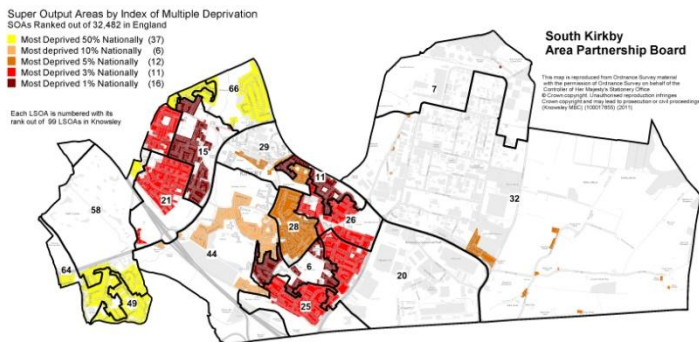 Super Output Areas by Index of Multiple Deprivation
SOAs Ranked out of 32,482 in England
Most Deprived 50% Nationally (37)
Most deprived 10% Nationally (6)
Most Deprived 5% Nationally (12)
Most Deprived 3% Nationally (11)
Most Deprived 1% Nationally (16)
Each LSOA is numbered with its
rank out of 99 LSOAs in Knowsley
South Kirkby
Area Partnership Board
This map is reproduced from Ordnance Survey material
with the permission of Ordnance Survey on behalf of the
Controller of Her Majesty's Stationery Office
© Crown copyright. Unauthorised reproduction infringes
Crown copyright and may lead to prosecution or civil proceedings
(Knowsley MBC) (100017655) (2011)
66
7
15
29
11
21
58
32
26
28
44
64
6
20
49
25